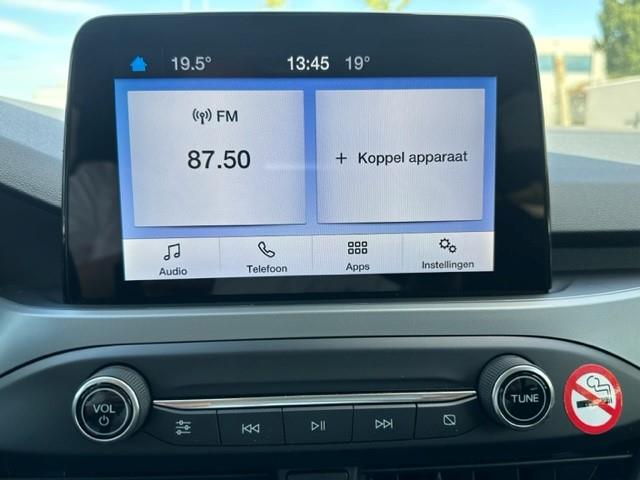 19.5° 13:45 19°
FM
87.50
+ Koppel apparaat
Audio Telefoon Apps Instellingen
VOL
TUNE